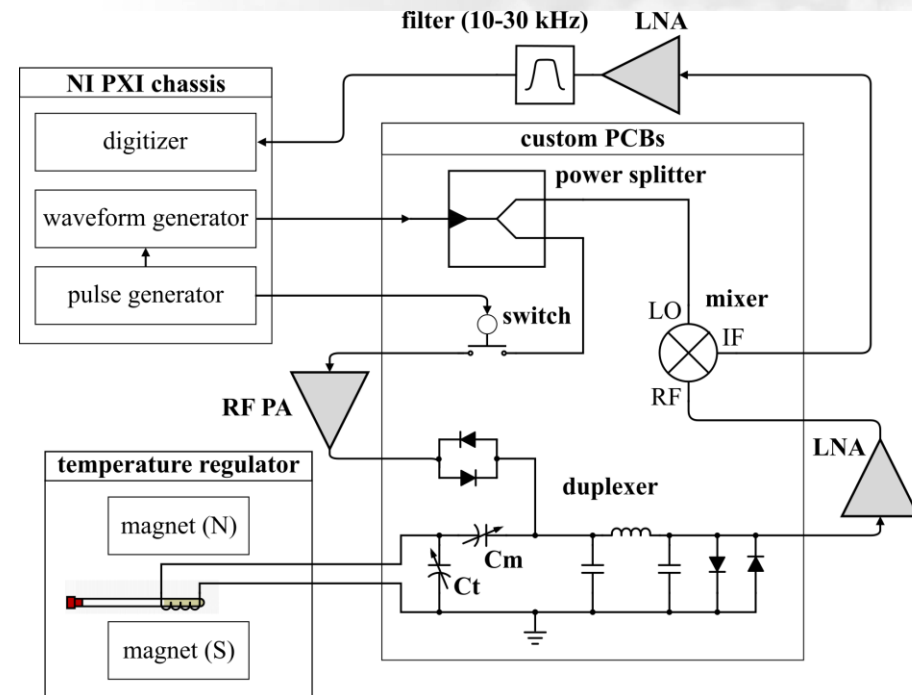 filter (10-30 kHz)
LNA
NI PXI chassis
digitizer
waveform generator
pulse generator
custom PCBs
power splitter
switch
LO
mixer
IF
RF
RF PA
LNA
temperature regulator
magnet (N)
magnet (S)
duplexer
Cm
Ct